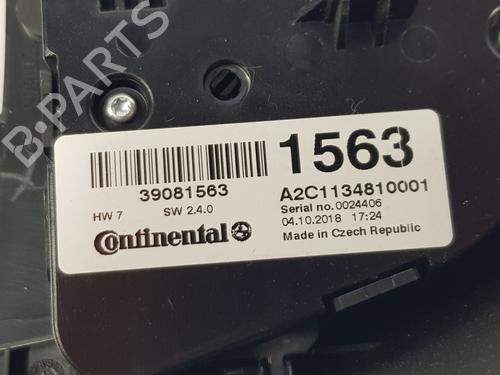 B-PARTS
39081563
HW 7 SW 2.4.0
Continental
1563
A2C1134810001
Serial no.0024406
04.10.2018 17:24
Made in Czech Republic